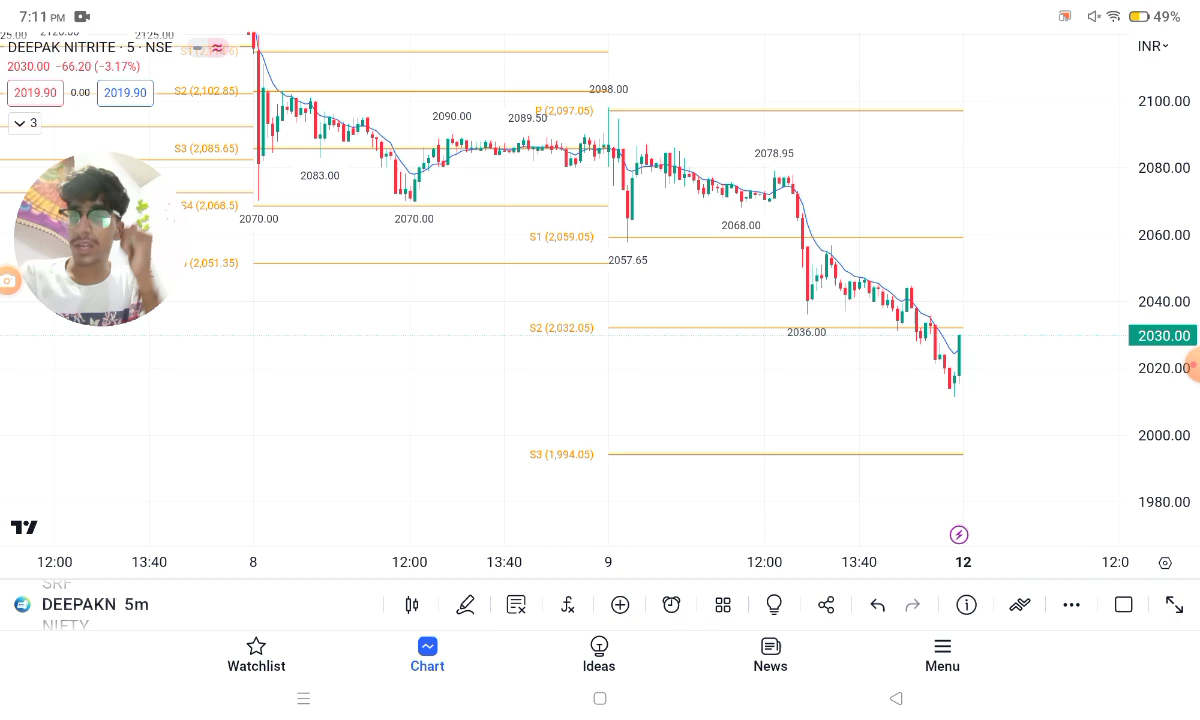 7:11 PM
49%
2120.00
2125.00
25.00
DEEPAK NITRITE · 5 · NSE
INR
2030.00 −66.20 (−3.17%)
2019.90 0.00 2019.90
3
S2 (2,102.85)
S3 (2,085.65)
S4 (2,068.5)
(2,051.35)
2098.00
P (2,097.05)
2090.00
2089.50
2083.00
2078.95
2070.00
2070.00
2068.00
S1 (2,059.05)
2057.65
S2 (2,032.05)
2036.00
S3 (1,994.05)
2100.00
2080.00
2060.00
2040.00
2030.00
2020.00
2000.00
1980.00
12:00 13:40 8 12:00 13:40 9 12:00 13:40 12 12:0
SRF
DEEPAKN 5m
NIFTY
Watchlist Chart Ideas News Menu